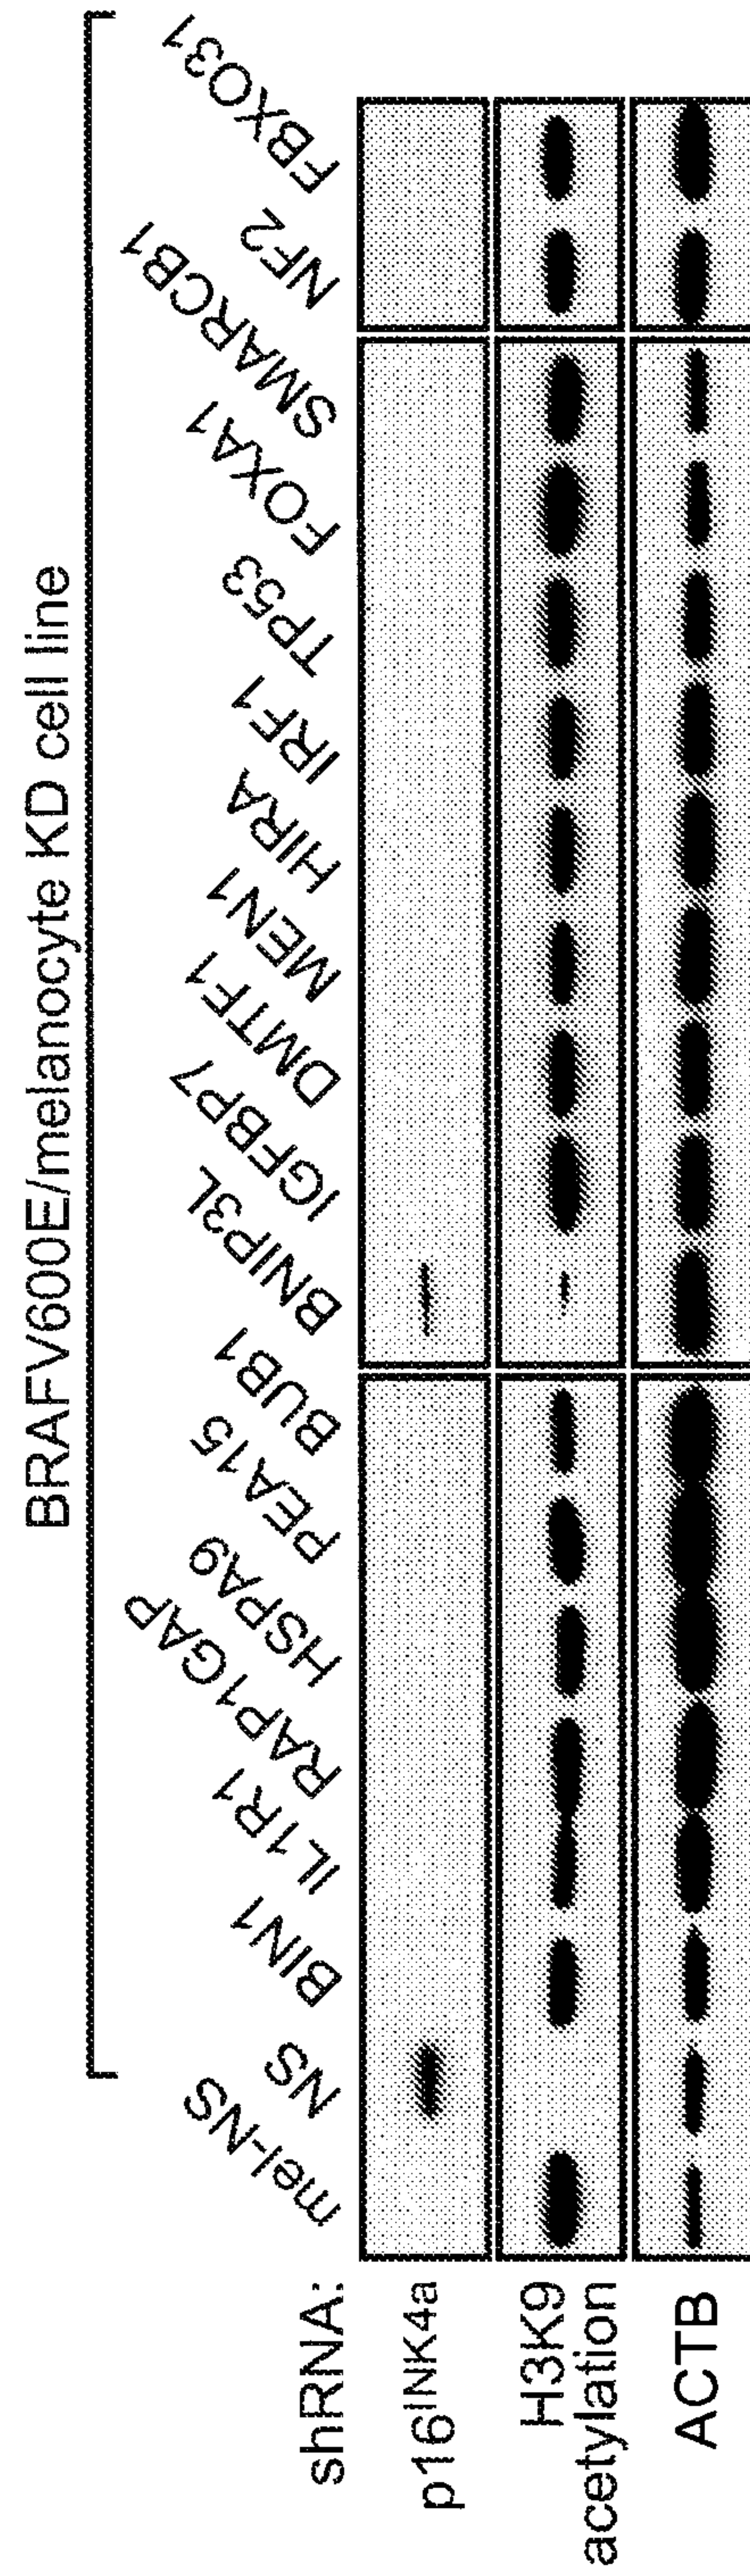 BRAFV600E/melanocyte KD cell line
shRNA: mel-NS NS BIN1 IL1R1 RAP1GAP HSPA9 PEA15 BUB1 BNIP3L IGFBP7 DMTF1 MEN1 HIRA IRF1 TP53 FOXA1 SMARCB1 NF2 FBXO31
p16INK4a
H3K9
acetylation
ACTB